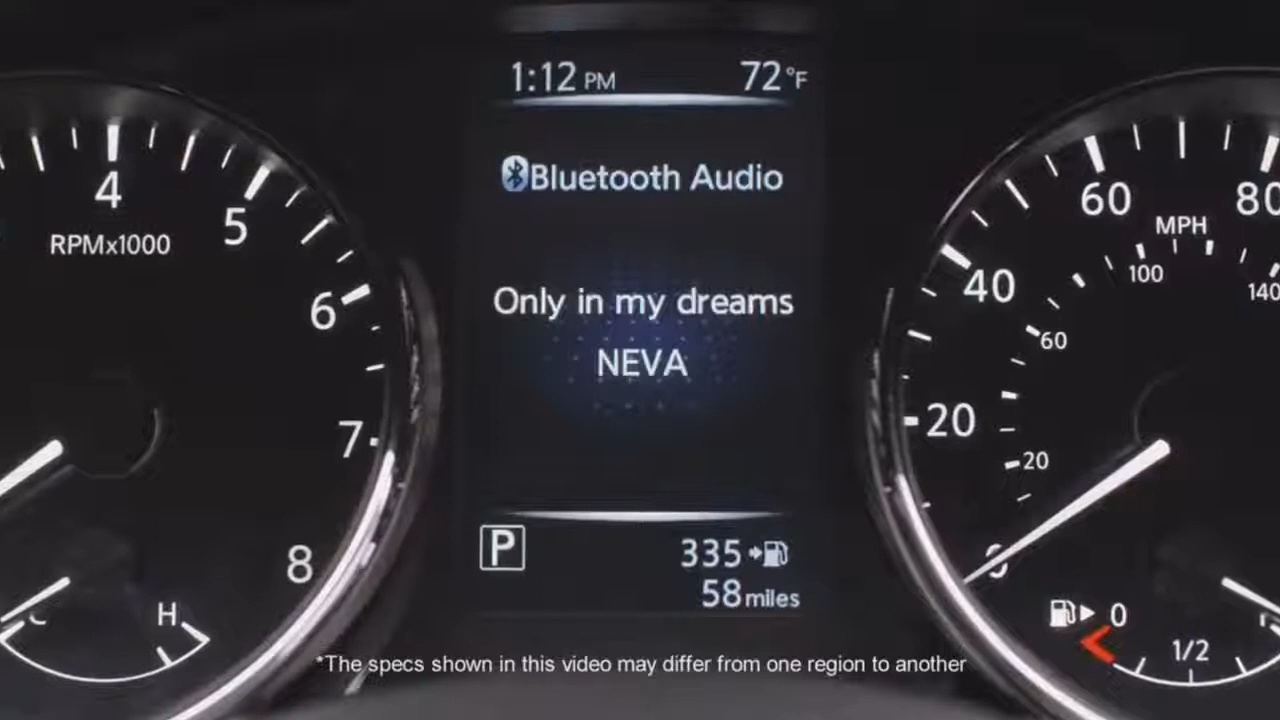 1:12 PM 72°F
Bluetooth Audio
Only in my dreams
NEVA
P
335
58 miles
4
5
6
7
8
RPMx1000
C H
0
20
40
60
80
MPH
20
60
100
140
0 1/2
*The specs shown in this video may differ from one region to another